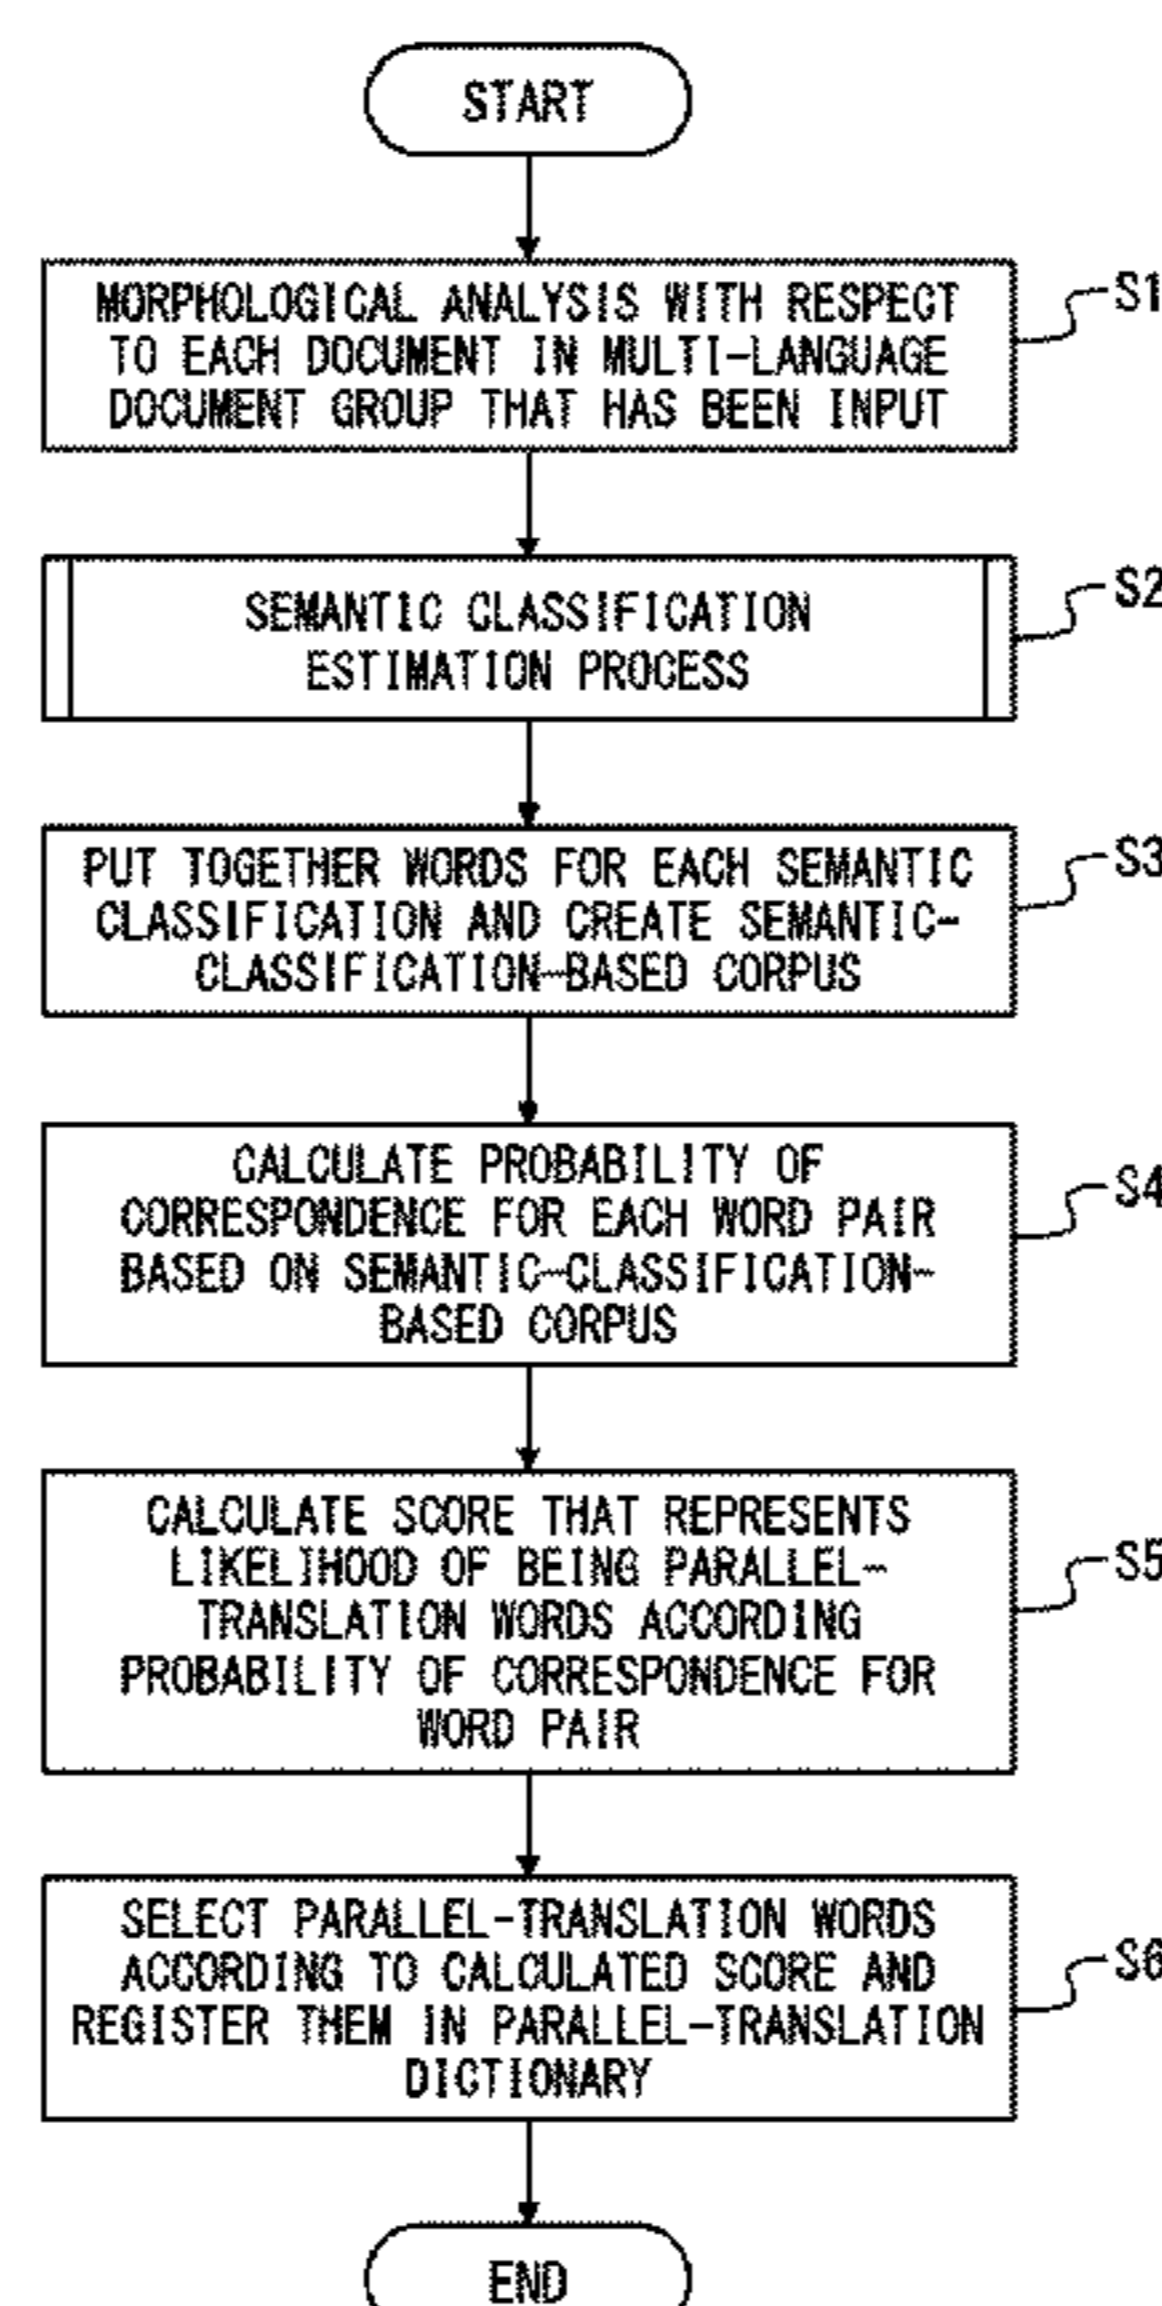 START
MORPHOLOGICAL ANALYSIS WITH RESPECT
TO EACH DOCUMENT IN MULTI-LANGUAGE
DOCUMENT GROUP THAT HAS BEEN INPUT
S1
SEMANTIC CLASSIFICATION
ESTIMATION PROCESS
S2
PUT TOGETHER WORDS FOR EACH SEMANTIC
CLASSIFICATION AND CREATE SEMANTIC-
CLASSIFICATION-BASED CORPUS
S3
CALCULATE PROBABILITY OF
CORRESPONDENCE FOR EACH WORD PAIR
BASED ON SEMANTIC-CLASSIFICATION-
BASED CORPUS
S4
CALCULATE SCORE THAT REPRESENTS
LIKELIHOOD OF BEING PARALLEL-
TRANSLATION WORDS ACCORDING
PROBABILITY OF CORRESPONDENCE FOR
WORD PAIR
S5
SELECT PARALLEL-TRANSLATION WORDS
ACCORDING TO CALCULATED SCORE AND
REGISTER THEM IN PARALLEL-TRANSLATION
DICTIONARY
S6
END